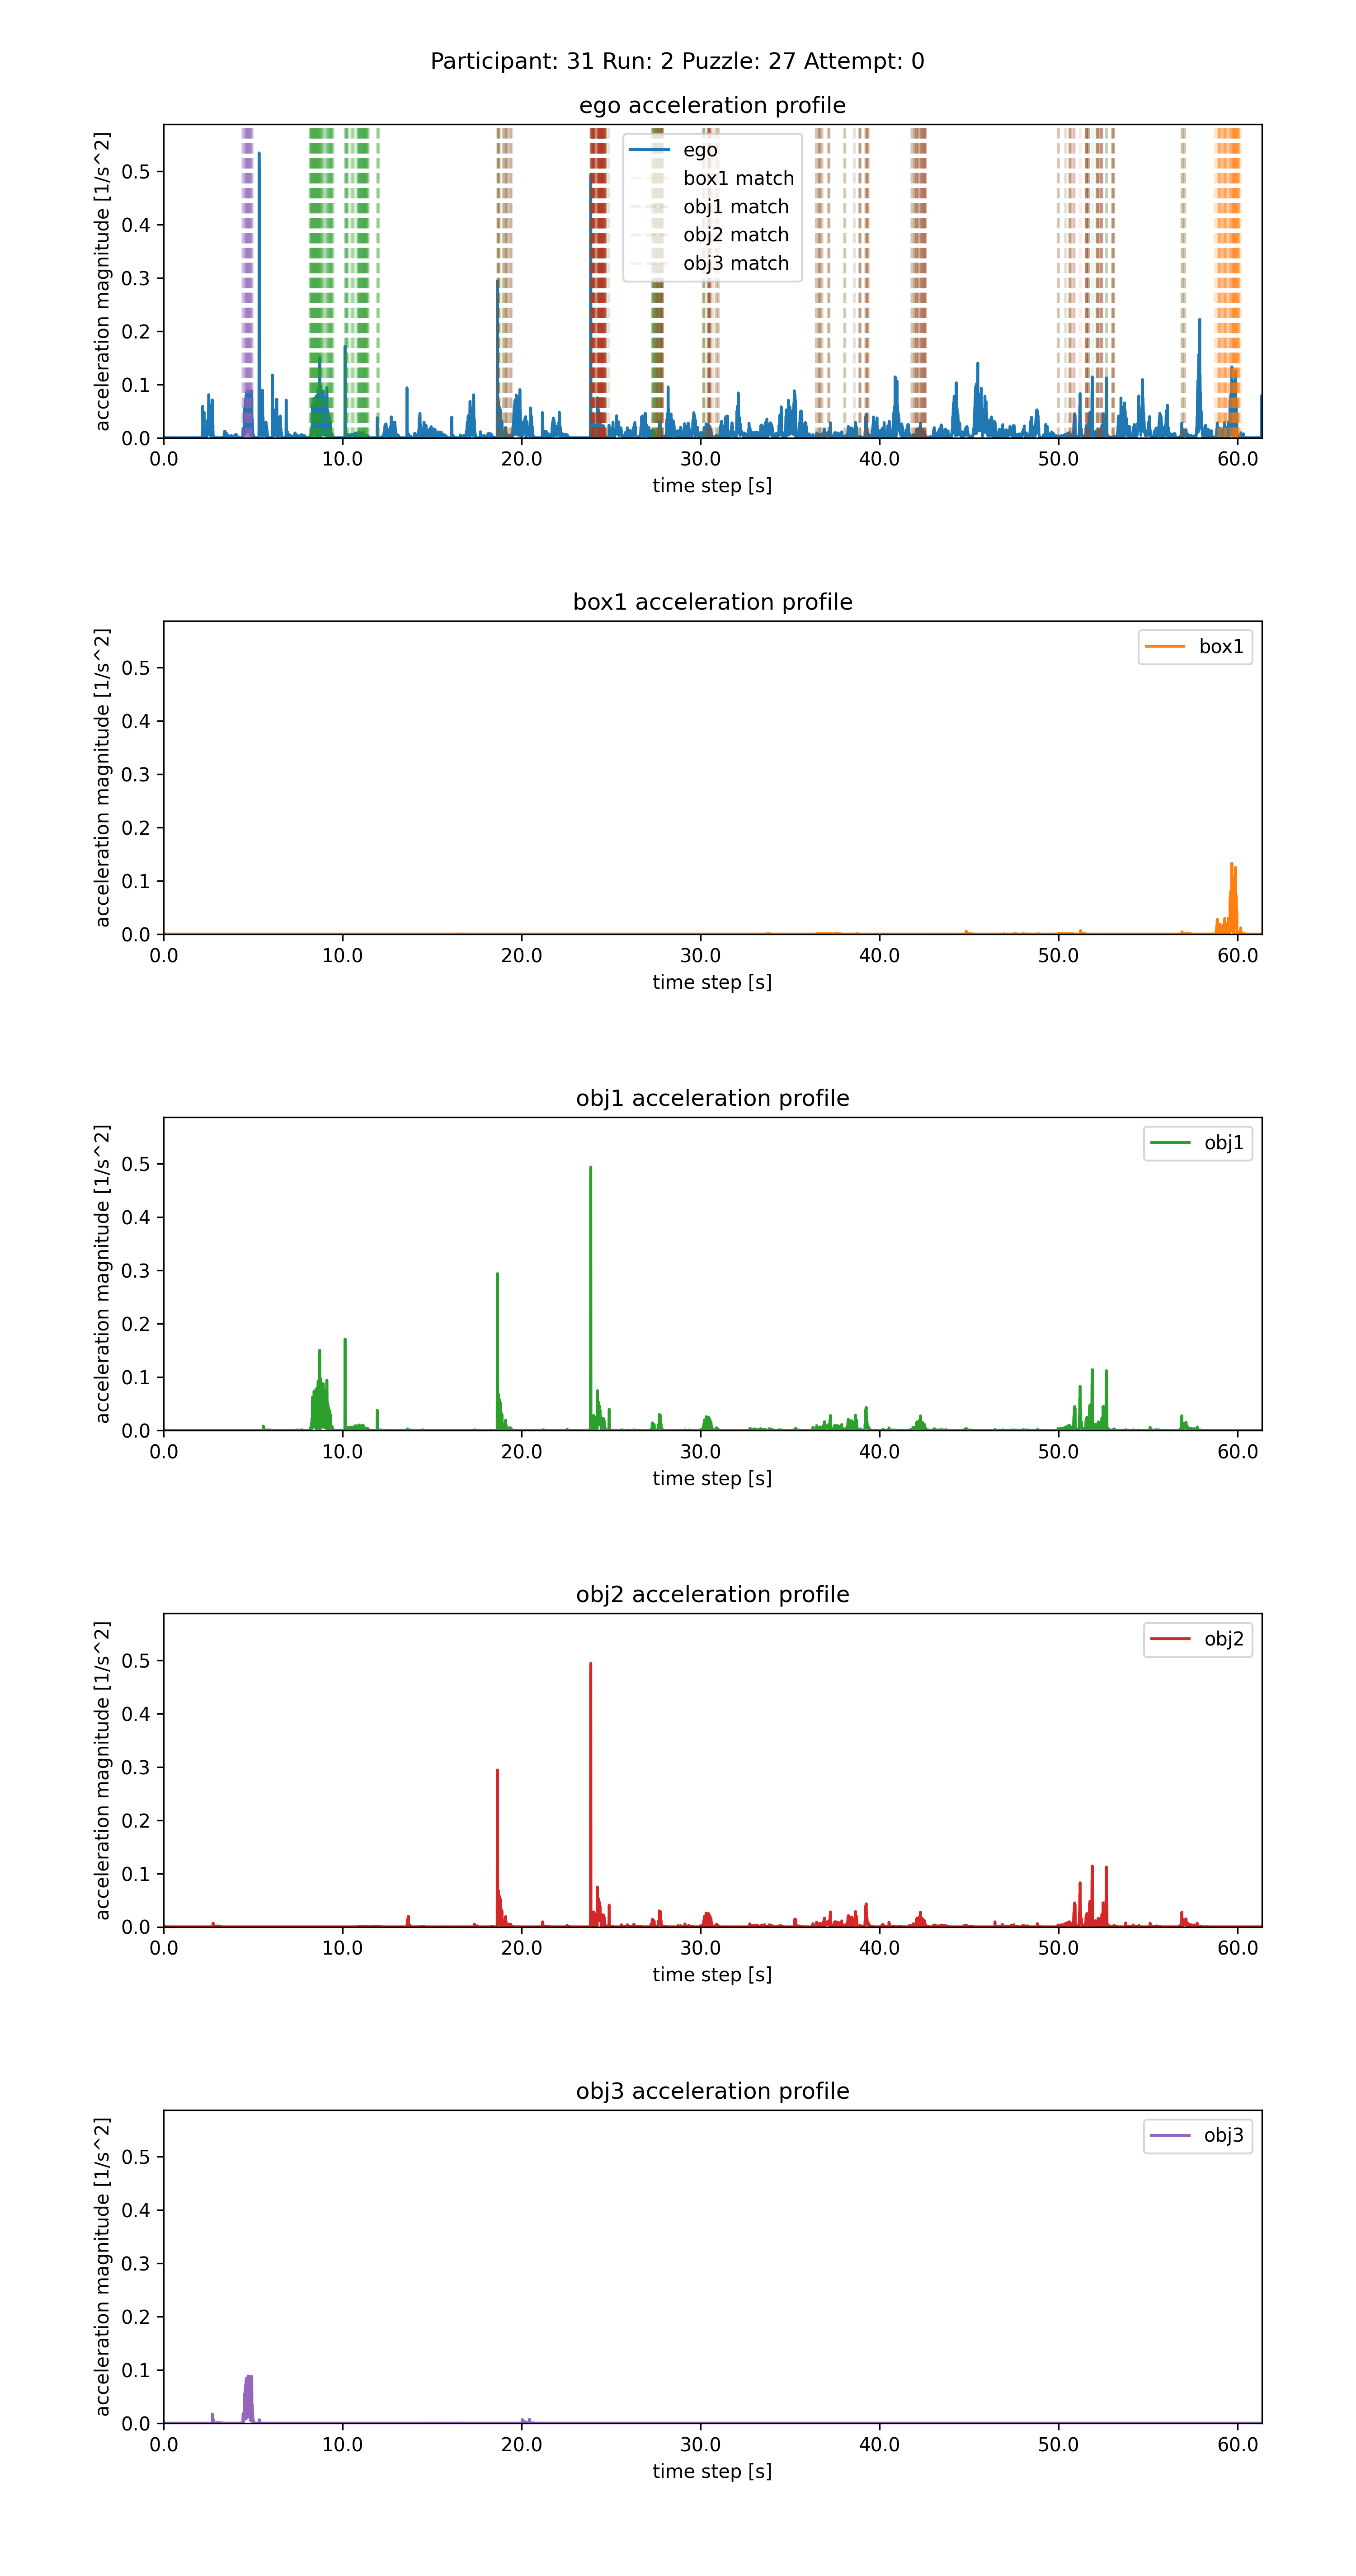 Participant: 31 Run: 2 Puzzle: 27 Attempt: 0
ego acceleration profile
acceleration magnitude [1/s^2]
0.5
0.4
0.3
0.2
0.1
0.0
ego
box1 match
obj1 match
obj2 match
obj3 match
0.0 10.0 20.0 30.0 40.0 50.0 60.0
time step [s]
box1 acceleration profile
acceleration magnitude [1/s^2]
0.5
0.4
0.3
0.2
0.1
0.0
box1
0.0 10.0 20.0 30.0 40.0 50.0 60.0
time step [s]
obj1 acceleration profile
acceleration magnitude [1/s^2]
0.5
0.4
0.3
0.2
0.1
0.0
obj1
0.0 10.0 20.0 30.0 40.0 50.0 60.0
time step [s]
obj2 acceleration profile
acceleration magnitude [1/s^2]
0.5
0.4
0.3
0.2
0.1
0.0
obj2
0.0 10.0 20.0 30.0 40.0 50.0 60.0
time step [s]
obj3 acceleration profile
acceleration magnitude [1/s^2]
0.5
0.4
0.3
0.2
0.1
0.0
obj3
0.0 10.0 20.0 30.0 40.0 50.0 60.0
time step [s]